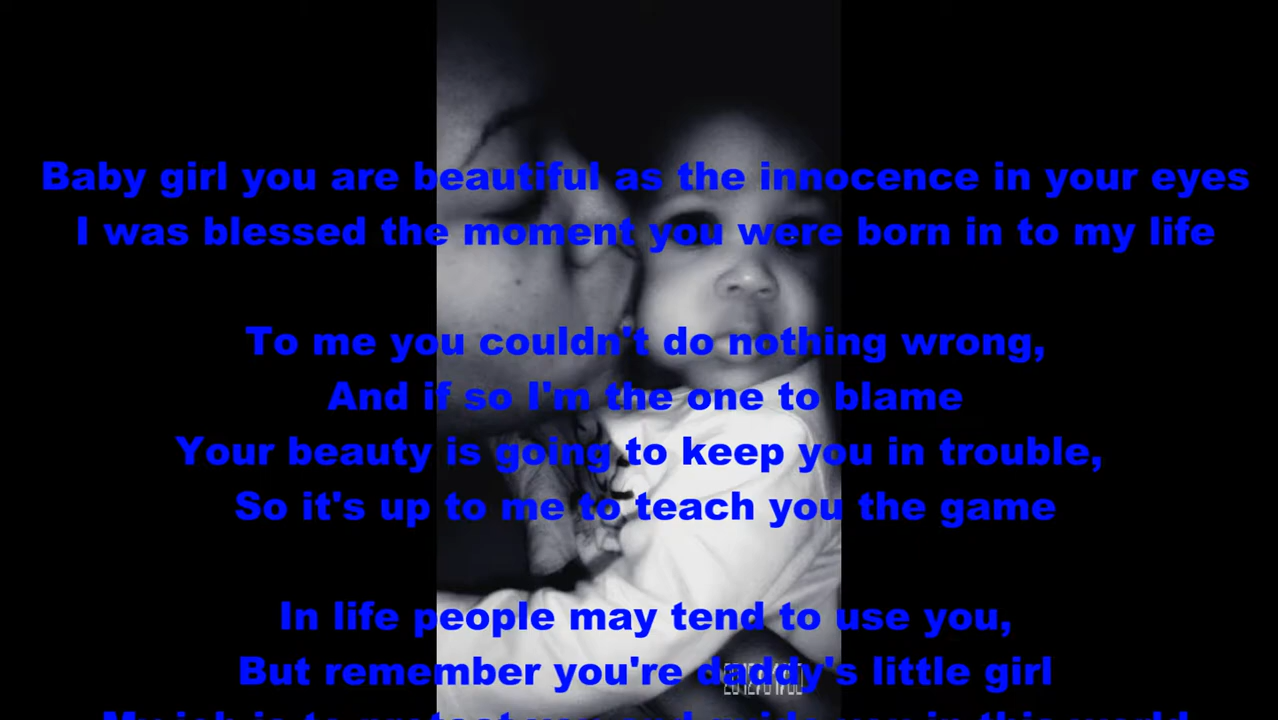 Baby girl you are beautiful as the innocence in your eyes
I was blessed the moment you were born in to my life
To me you couldn't do nothing wrong,
And if so I'm the one to blame
Your beauty is going to keep you in trouble,
So it's up to me to teach you the game
In life people may tend to use you,
But remember you're daddy's little girl